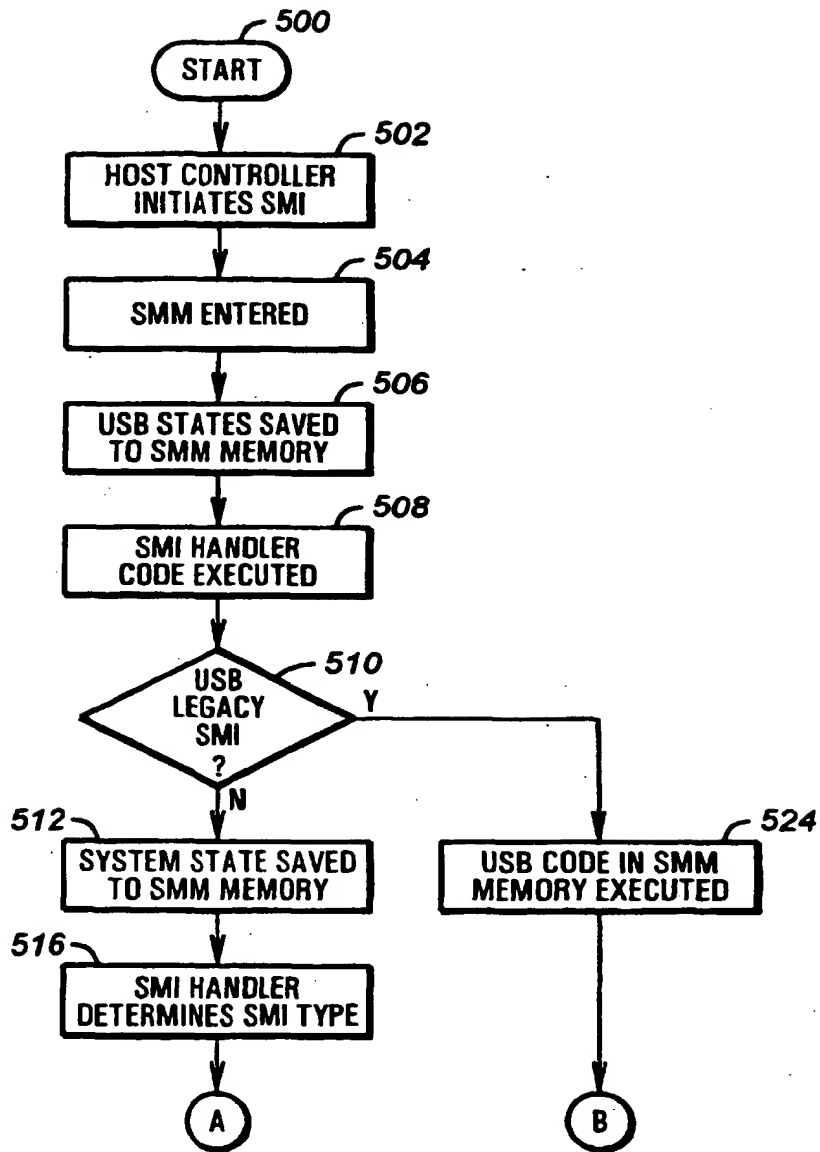 500
START
502
HOST CONTROLLER
INITIATES SMI
504
SMM ENTERED
506
USB STATES SAVED
TO SMM MEMORY
508
SMI HANDLER
CODE EXECUTED
510
USB
LEGACY
SMI
?
Y
N
512
SYSTEM STATE SAVED
TO SMM MEMORY
524
USB CODE IN SMM
MEMORY EXECUTED
516
SMI HANDLER
DETERMINES SMI TYPE
A
B